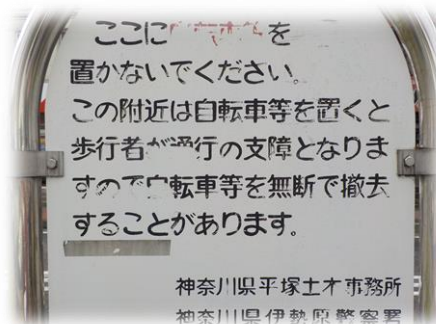 ここに を
置かないでください。
この附近は自転車等を置くと
歩行者が通行の支障となりま
すので自転車等を無断で撤去
することがあります。
神奈川県平塚土木事務所
神奈川県伊勢原警察署